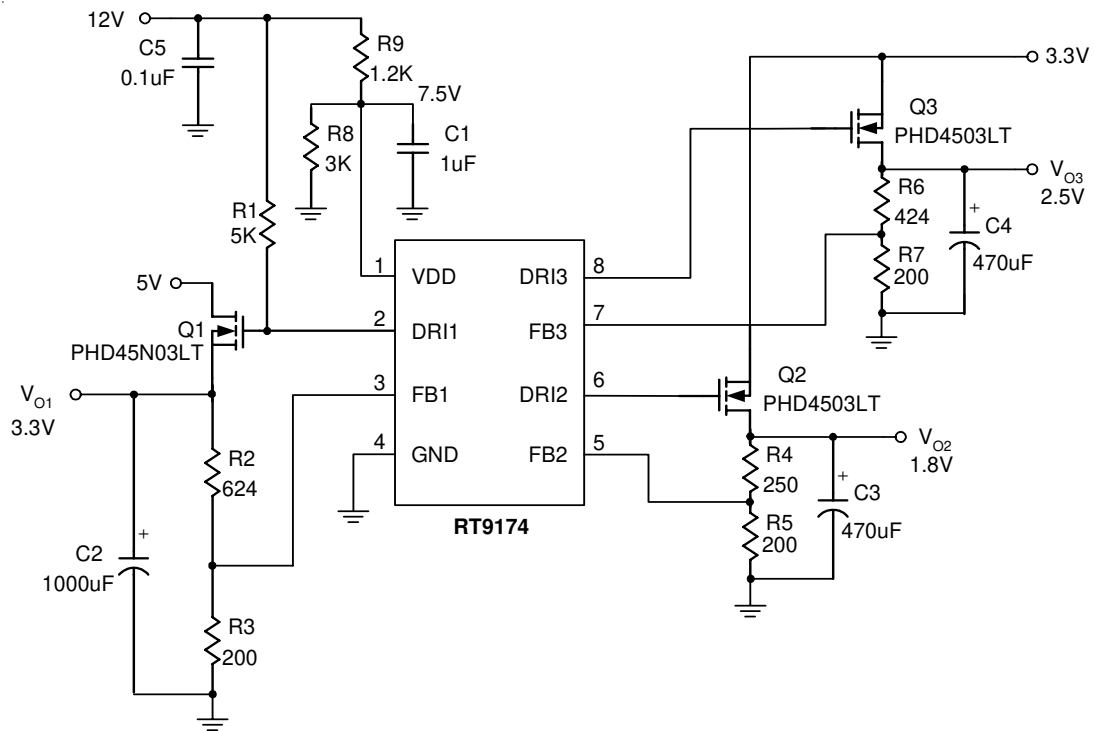 12V
C5
0.1uF
R9
1.2K
7.5V
R8
3K
C1
1uF
R1
5K
3.3V
Q3
PHD4503LT
VO3
2.5V
R6
424
C4
470uF
R7
200
5V
Q1
PHD45N03LT
1
VDD
DRI3
8
2
DRI1
FB3
7
3
FB1
DRI2
6
4
GND
FB2
5
RT9174
VO1
3.3V
R2
624
C2
1000uF
R3
200
Q2
PHD4503LT
VO2
1.8V
R4
250
C3
470uF
R5
200
+
+
+